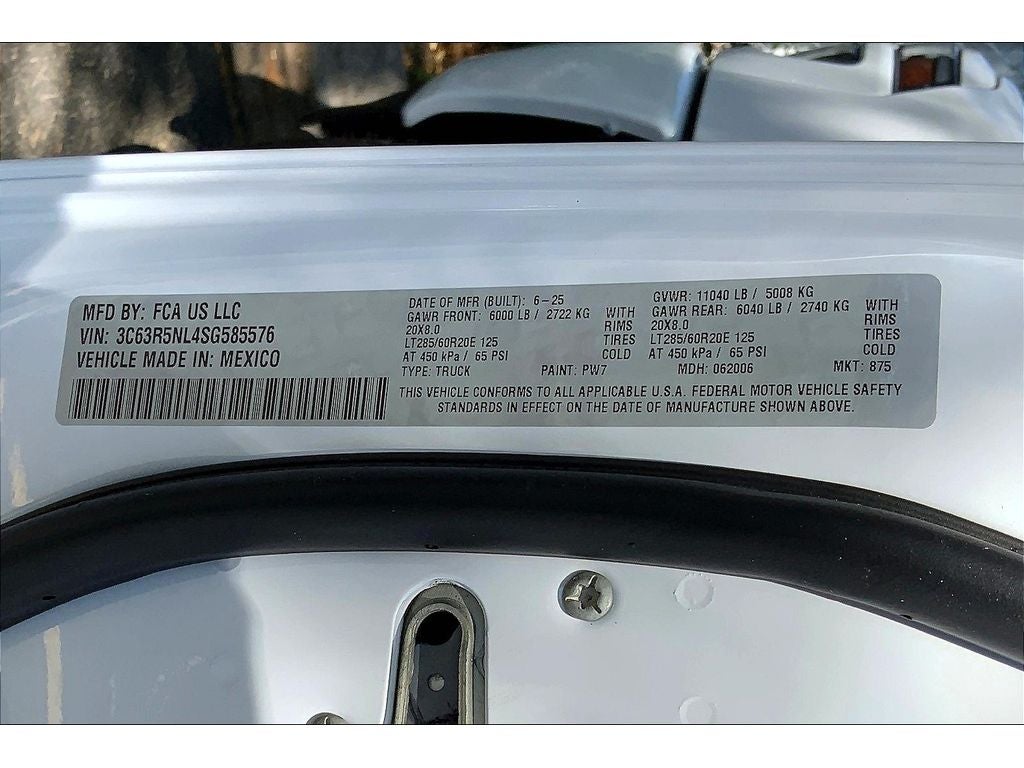 MFD BY: FCA US LLC
VIN: 3C63R5NL4SG585576
VEHICLE MADE IN: MEXICO
DATE OF MFR (BUILT): 6-25
GAWR FRONT: 6000 LB / 2722 KG WITH
20X8.0 RIMS
LT285/60R20E 125 TIRES
AT 450 kPa / 65 PSI COLD
TYPE: TRUCK PAINT: PW7
GVWR: 11040 LB / 5008 KG
GAWR REAR: 6040 LB / 2740 KG WITH
20X8.0 RIMS
LT285/60R20E 125 TIRES
AT 450 kPa / 65 PSI COLD
MDH: 062006 MKT: 875
THIS VEHICLE CONFORMS TO ALL APPLICABLE U.S.A. FEDERAL MOTOR VEHICLE SAFETY
STANDARDS IN EFFECT ON THE DATE OF MANUFACTURE SHOWN ABOVE.